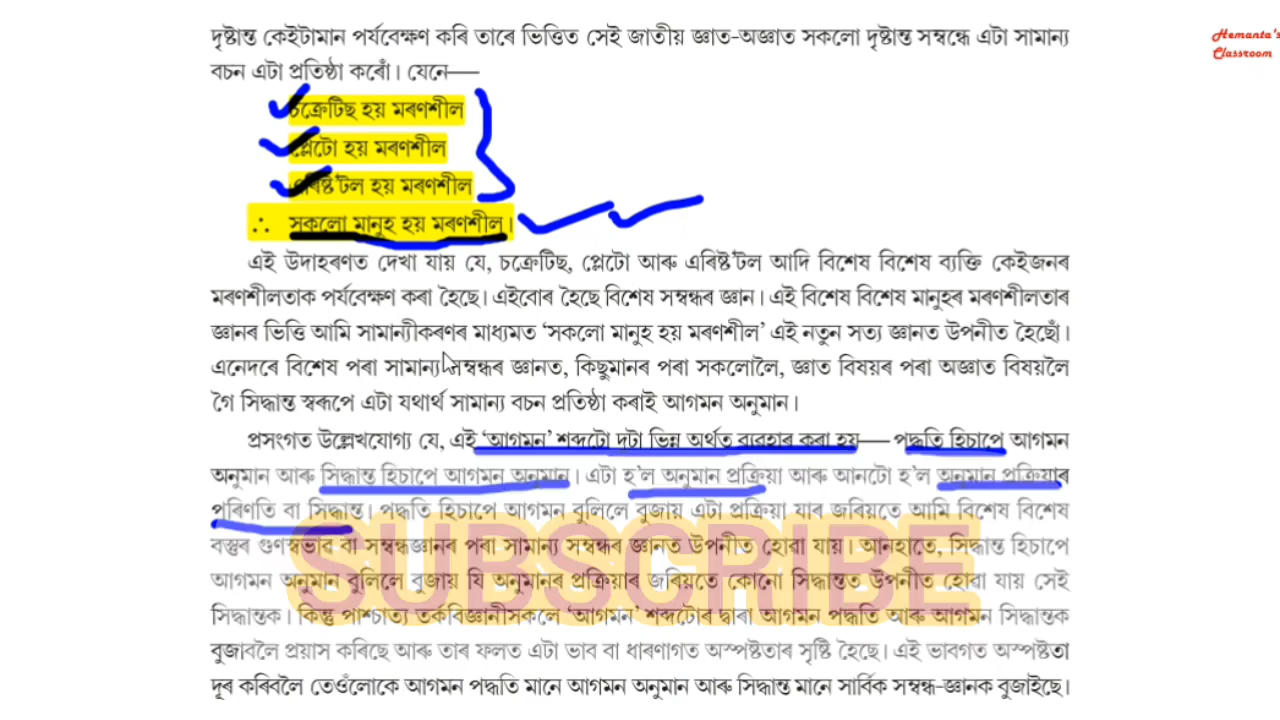 Hemanta's
Classroom
দৃষ্টান্ত কেইটামান পৰ্যবেক্ষণ কৰি তাৰে ভিত্তিত সেই জাতীয় জ্ঞাত-অজ্ঞাত সকলো দৃষ্টান্ত সম্বন্ধে এটা সামান্য
বচন এটা প্ৰতিষ্ঠা কৰোঁ। যেনে—
চক্ৰেটিছ হয় মৰণশীল
প্লেটো হয় মৰণশীল
এৰিষ্ট'টল হয় মৰণশীল
∴ সকলো মানুহ হয় মৰণশীল।
এই উদাহৰণত দেখা যায় যে, চক্ৰেটিছ, প্লেটো আৰু এৰিষ্ট'টল আদি বিশেষ বিশেষ ব্যক্তি কেইজনৰ
মৰণশীলতাক পৰ্যবেক্ষণ কৰা হৈছে। এইবোৰ হৈছে বিশেষ সম্বন্ধৰ জ্ঞান। এই বিশেষ বিশেষ মানুহৰ মৰণশীলতাৰ
জ্ঞানৰ ভিত্তি আমি সামান্যীকৰণৰ মাধ্যমত ‘সকলো মানুহ হয় মৰণশীল’ এই নতুন সত্য জ্ঞানত উপনীত হৈছোঁ।
এনেদৰে বিশেষ পৰা সামান্য সম্বন্ধৰ জ্ঞানত, কিছুমানৰ পৰা সকলোলৈ, জ্ঞাত বিষয়ৰ পৰা অজ্ঞাত বিষয়লৈ
গৈ সিদ্ধান্ত স্বৰূপে এটা যথাৰ্থ সামান্য বচন প্ৰতিষ্ঠা কৰাই আগমন অনুমান।
প্ৰসংগত উল্লেখযোগ্য যে, এই ‘আগমন’ শব্দটো দুটা ভিন্ন অৰ্থত ব্যৱহাৰ কৰা হয়— পদ্ধতি হিচাপে আগমন
অনুমান আৰু সিদ্ধান্ত হিচাপে আগমন অনুমান। এটা হ'ল অনুমান প্ৰক্ৰিয়া আৰু আনটো হ'ল অনুমান প্ৰক্ৰিয়াৰ
পৰিণতি বা সিদ্ধান্ত। পদ্ধতি হিচাপে আগমন বুলিলে বুজায় এটা প্ৰক্ৰিয়া যাৰ জৰিয়তে আমি বিশেষ বিশেষ
বস্তুৰ গুণস্বভাৱ বা সম্বন্ধজ্ঞানৰ পৰা সামান্য সম্বন্ধৰ জ্ঞানত উপনীত হোৱা যায়। আনহাতে, সিদ্ধান্ত হিচাপে
আগমন অনুমান বুলিলে বুজায় যি অনুমানৰ প্ৰক্ৰিয়াৰ জৰিয়তে কোনো সিদ্ধান্তত উপনীত হোৱা যায় সেই
সিদ্ধান্তক। কিন্তু পাশ্চাত্য তৰ্কবিজ্ঞানীসকলে ‘আগমন’ শব্দটোৰ দ্বাৰা আগমন পদ্ধতি আৰু আগমন সিদ্ধান্তক
বুজাবলৈ প্ৰয়াস কৰিছে আৰু তাৰ ফলত এটা ভাব বা ধাৰণাগত অস্পষ্টতাৰ সৃষ্টি হৈছে। এই ভাবগত অস্পষ্টতা
দূৰ কৰিবলৈ তেওঁলোকে আগমন পদ্ধতি মানে আগমন অনুমান আৰু সিদ্ধান্ত মানে সাৰ্বিক সম্বন্ধ-জ্ঞানক বুজাইছে।
SUBSCRIBE